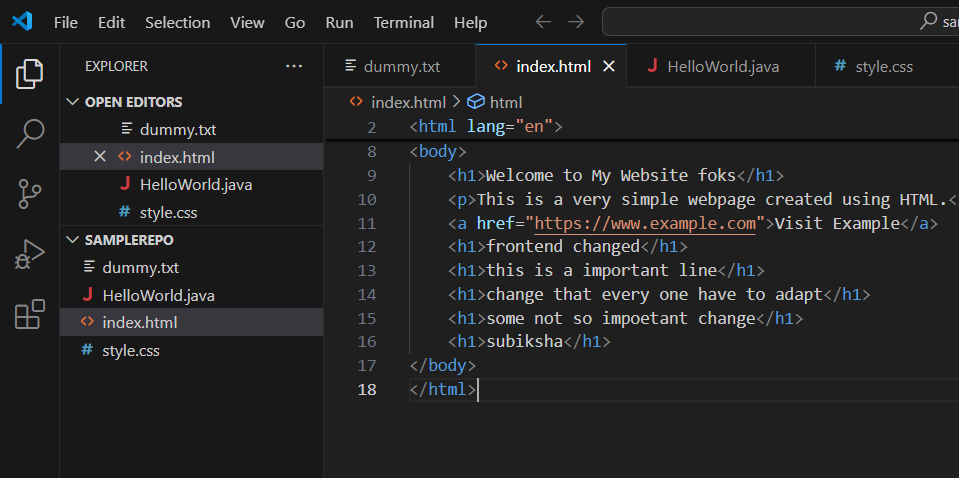 File Edit Selection View Go Run Terminal Help
EXPLORER
OPEN EDITORS
dummy.txt
index.html
HelloWorld.java
style.css
SAMPLEREPO
dummy.txt
HelloWorld.java
index.html
style.css
dummy.txt index.html HelloWorld.java style.css
index.html > html
2 <html lang="en">
8 <body>
9 <h1>Welcome to My Website foks</h1>
10 <p>This is a very simple webpage created using HTML.<
11 <a href="https://www.example.com">Visit Example</a>
12 <h1>frontend changed</h1>
13 <h1>this is a important line</h1>
14 <h1>change that every one have to adapt</h1>
15 <h1>some not so impoetant change</h1>
16 <h1>subiksha</h1>
17 </body>
18 </html>